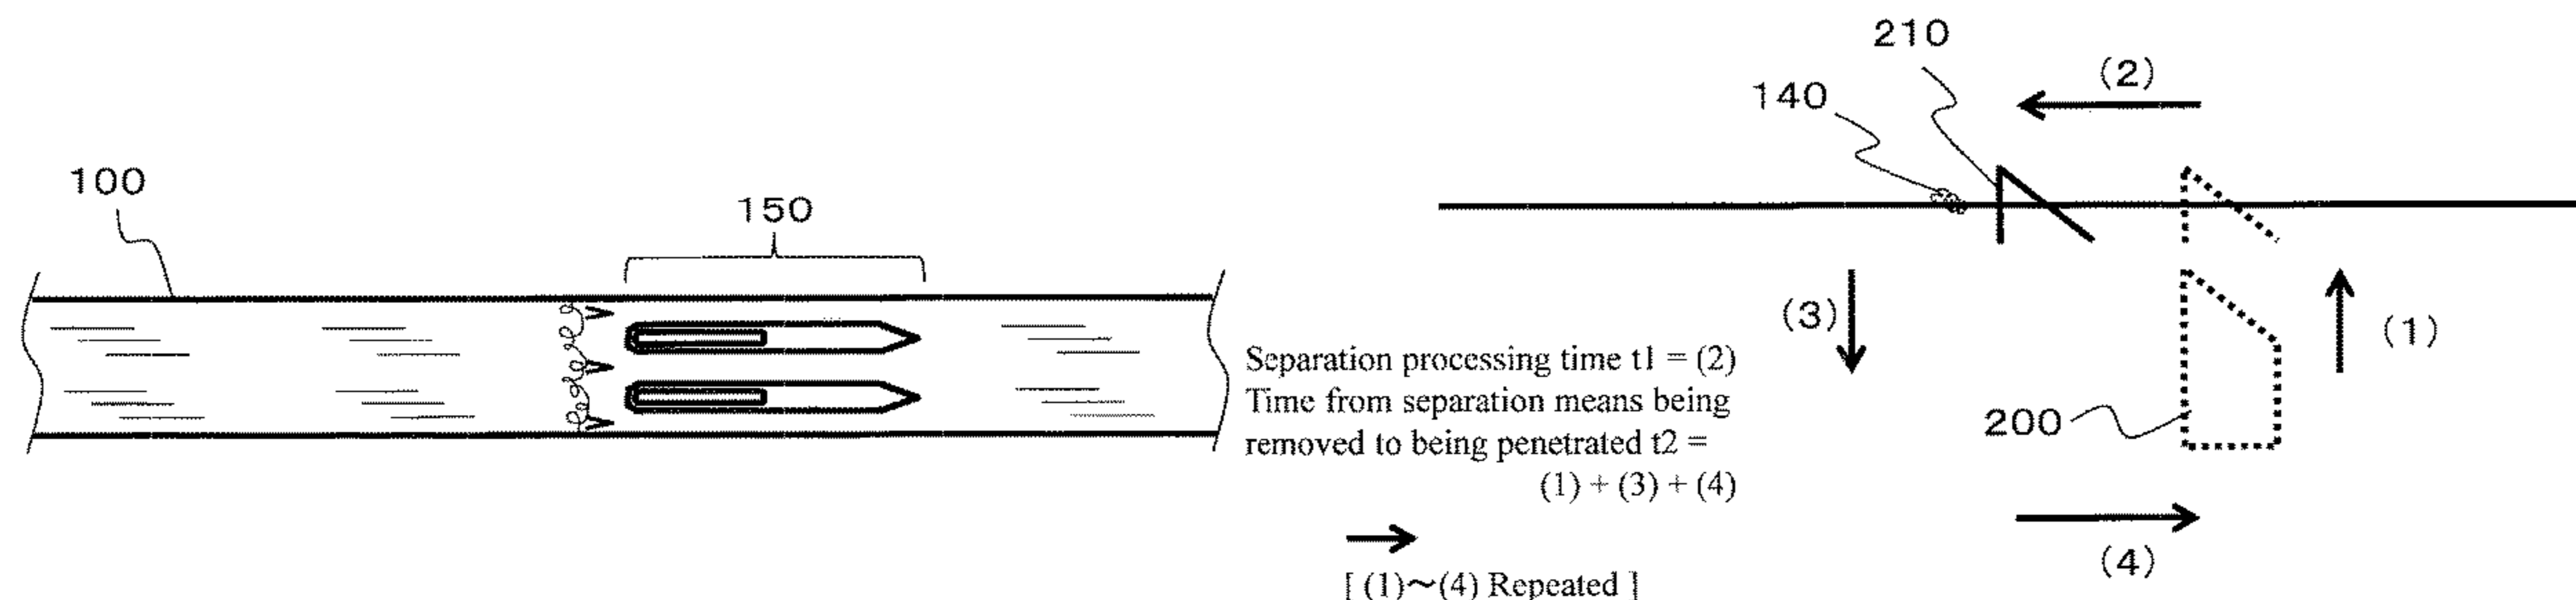 100
150
210
140
(2)
(3)
(1)
200
(4)
Separation processing time t1 = (2)
Time from separation means being
removed to being penetrated t2 =
(1) + (3) + (4)
[ (1)～(4) Repeated ]